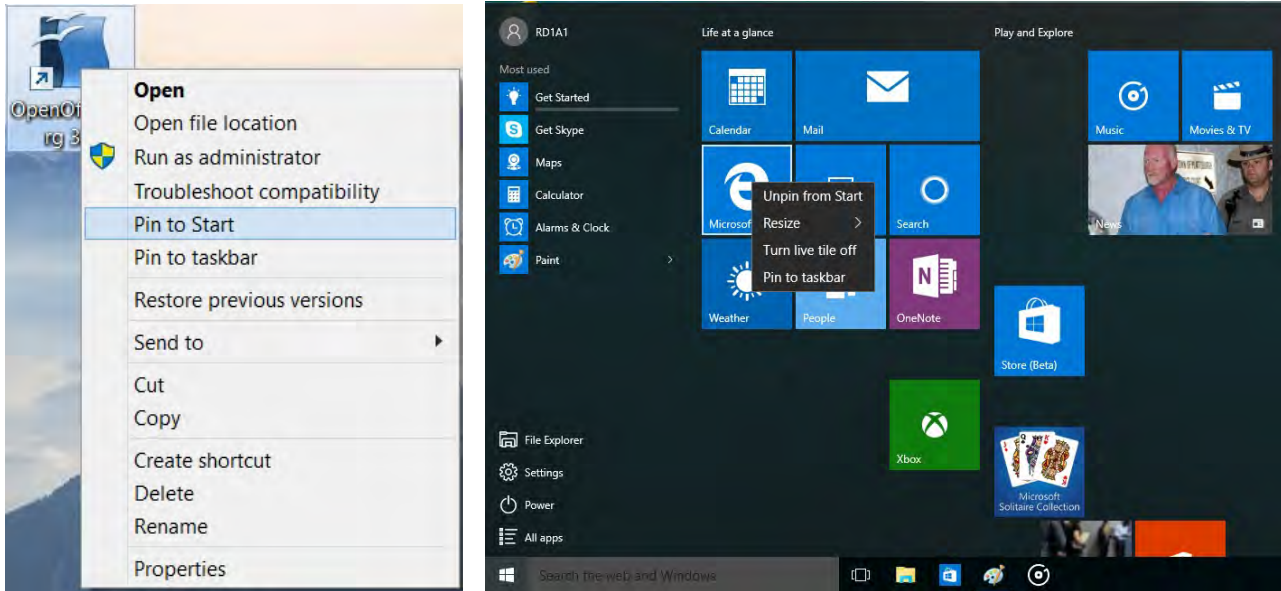 OpenOf
rg 3
Open
Open file location
Run as administrator
Troubleshoot compatibility
Pin to Start
Pin to taskbar
Restore previous versions
Send to
Cut
Copy
Create shortcut
Delete
Rename
Properties
RD1A1
Most used
Get Started
Get Skype
Maps
Calculator
Alarms & Clock
Paint
File Explorer
Settings
Power
All apps
Search the web and Windows
Life at a glance
Calendar
Mail
Microsof
Search
Unpin from Start
Resize
Turn live tile off
Pin to taskbar
Weather
People
OneNote
Xbox
Play and Explore
Music
Movies & TV
News
Store (Beta)
Microsoft
Solitaire Collection